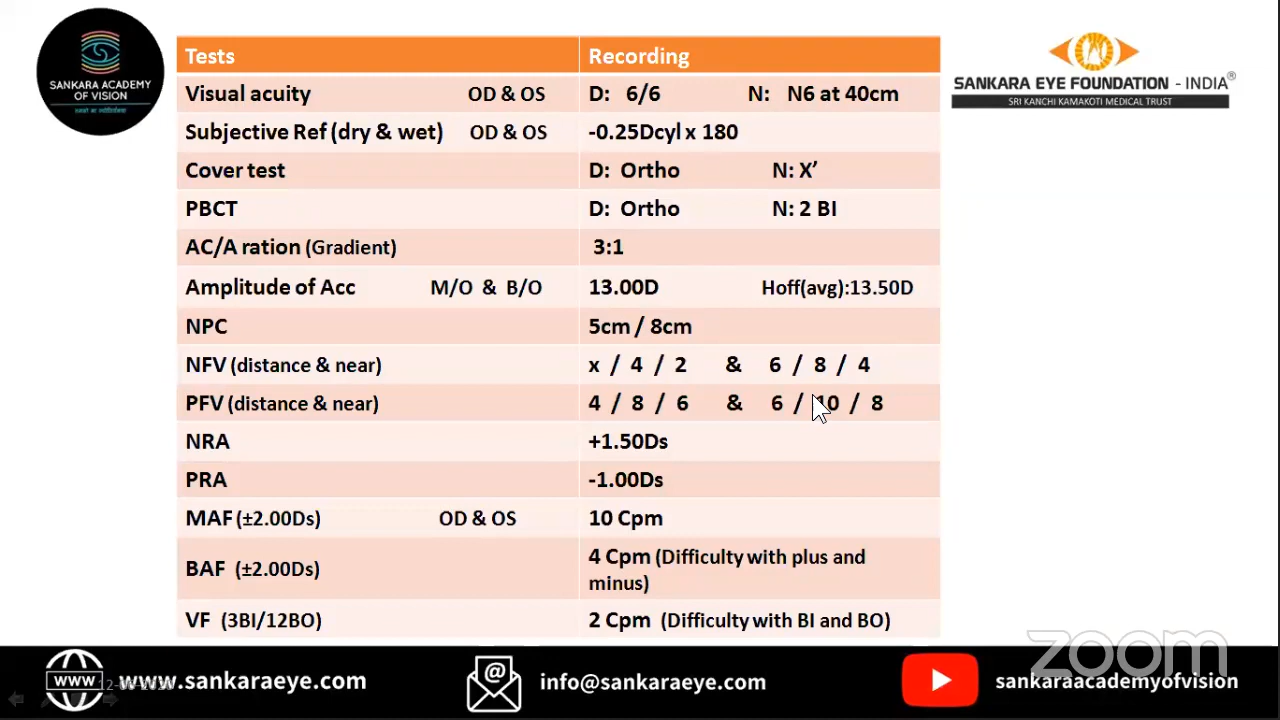 SANKARA ACADEMY
OF VISION
SANKARA EYE FOUNDATION - INDIA®
SRI KANCHI KAMAKOTI MEDICAL TRUST
Tests Recording
Visual acuity OD & OS D: 6/6 N: N6 at 40cm
Subjective Ref (dry & wet) OD & OS -0.25Dcyl x 180
Cover test D: Ortho N: X’
PBCT D: Ortho N: 2 BI
AC/A ration (Gradient) 3:1
Amplitude of Acc M/O & B/O 13.00D Hoff(avg):13.50D
NPC 5cm / 8cm
NFV (distance & near) x / 4 / 2 & 6 / 8 / 4
PFV (distance & near) 4 / 8 / 6 & 6 / 10 / 8
NRA +1.50Ds
PRA -1.00Ds
MAF (±2.00Ds) OD & OS 10 Cpm
BAF (±2.00Ds) 4 Cpm (Difficulty with plus and
minus)
VF (3BI/12BO) 2 Cpm (Difficulty with BI and BO)
zoom
WWW www.sankaraeye.com
12-06-2020
@ info@sankaraeye.com
sankaraacademyofvision